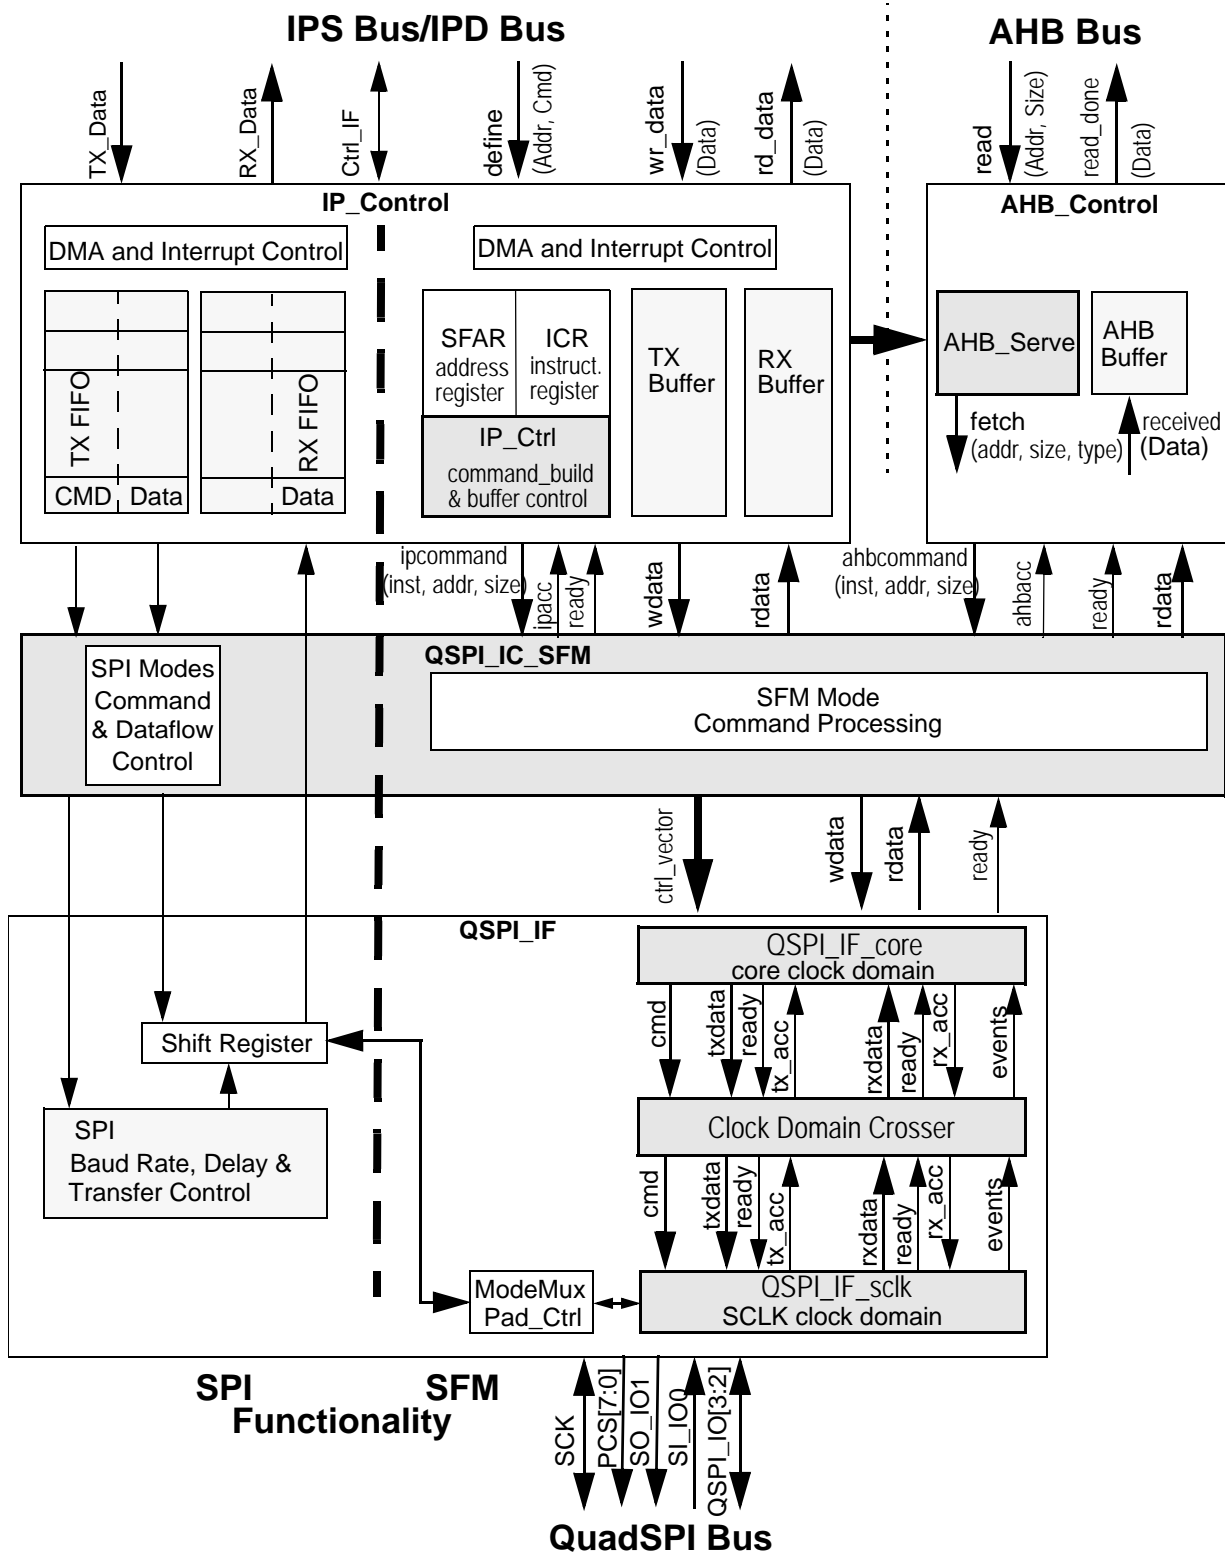 IPS Bus/IPD Bus
AHB Bus
TX_Data
RX_Data
Ctrl_IF
define
(Addr, Cmd)
wr_data
(Data)
rd_data
(Data)
read
(Addr, Size)
read_done
(Data)
IP_Control
AHB_Control
DMA and Interrupt Control
DMA and Interrupt Control
TX FIFO
CMD
Data
RX FIFO
Data
SFAR
address
register
ICR
instruct.
register
IP_Ctrl
command_build
& buffer control
TX
Buffer
RX
Buffer
AHB_Serve
AHB
Buffer
fetch
(addr, size, type)
received
(Data)
ipcommand
(inst, addr, size)
ipacc
ready
wdata
rdata
ahbcommand
(inst, addr, size)
ahbacc
ready
rdata
QSPI_IC_SFM
SPI Modes
Command
& Dataflow
Control
SFM Mode
Command Processing
ctrl_vector
wdata
rdata
ready
QSPI_IF
QSPI_IF_core
core clock domain
cmd
txdata
ready
tx_acc
rxdata
ready
rx_acc
events
Shift Register
Clock Domain Crosser
SPI
Baud Rate, Delay &
Transfer Control
cmd
txdata
ready
tx_acc
rxdata
ready
rx_acc
events
ModeMux
Pad_Ctrl
QSPI_IF_sclk
SCLK clock domain
SPI
SFM
Functionality
SCK
PCS[7:0]
SO_IO1
SI_IO0
QSPI_IO[3:2]
QuadSPI Bus